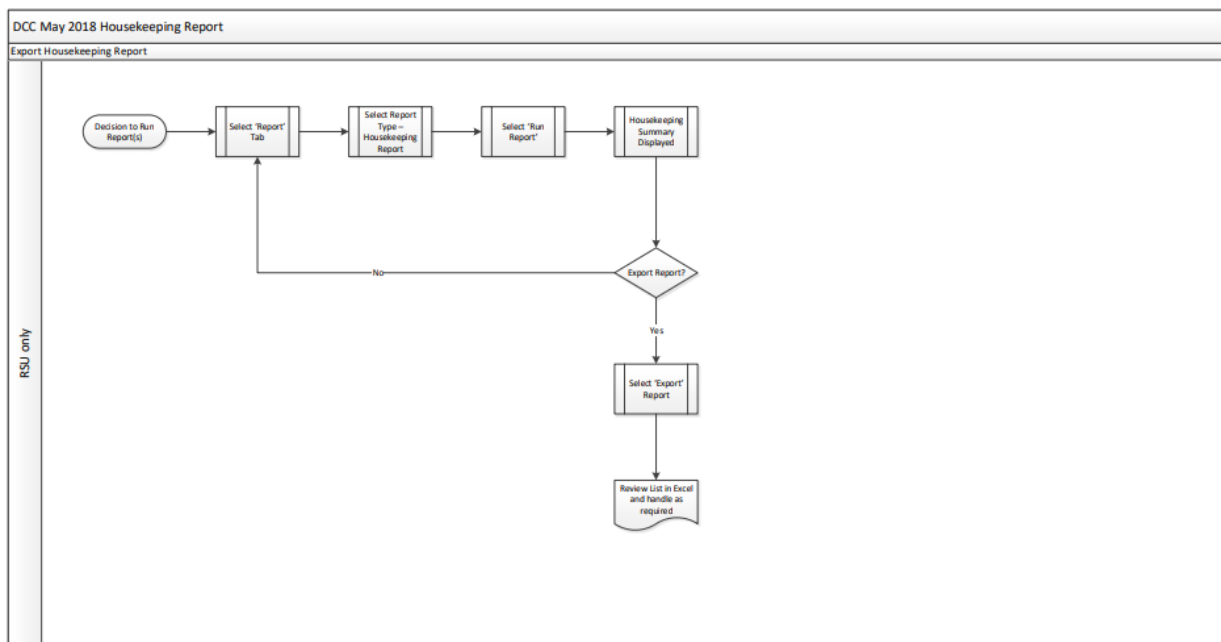 DCC May 2018 Housekeeping Report
Export Housekeeping Report
RSU only
Decision to Run
Report(s)
Select 'Report'
Tab
Select Report
Type –
Housekeeping
Report
Select 'Run
Report'
Housekeeping
Summary
Displayed
Export Report?
No
Yes
Select 'Export'
Report
Review List in Excel
and handle as
required